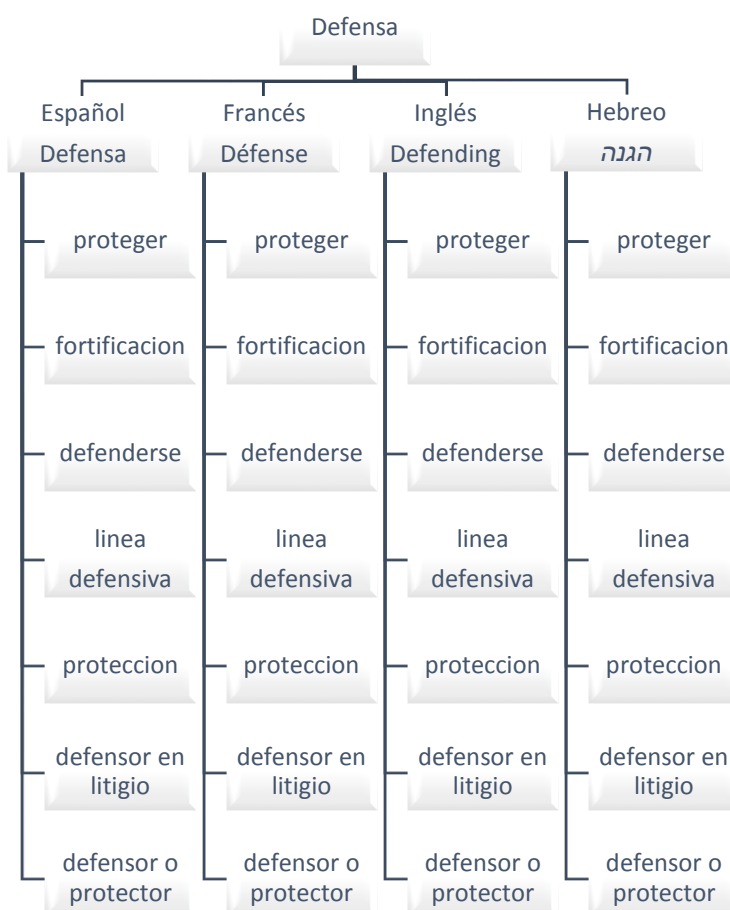 Defensa
Español
Defensa
Francés
Défense
Inglés
Defending
Hebreo
הגנה
proteger
proteger
proteger
proteger
fortificacion
fortificacion
fortificacion
fortificacion
defenderse
defenderse
defenderse
defenderse
linea
defensiva
linea
defensiva
linea
defensiva
linea
defensiva
proteccion
proteccion
proteccion
proteccion
defensor en
litigio
defensor en
litigio
defensor en
litigio
defensor en
litigio
defensor o
protector
defensor o
protector
defensor o
protector
defensor o
protector